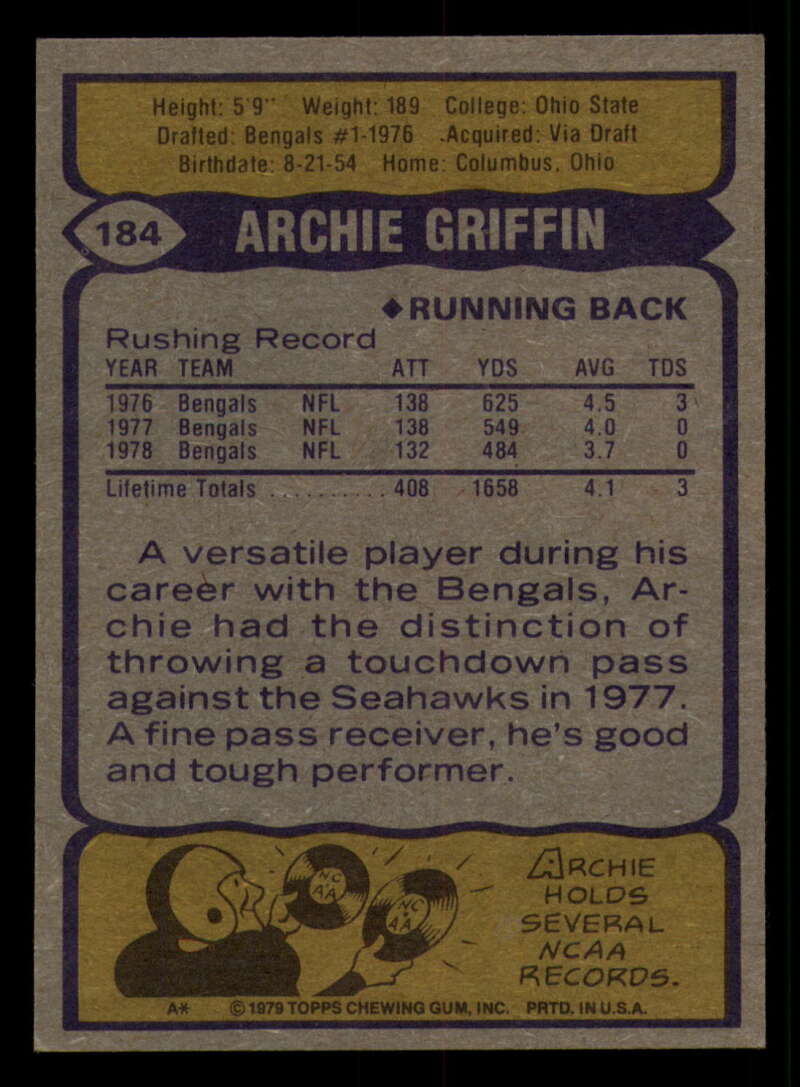 Height: 5'9" Weight: 189 College: Ohio State
Drafted: Bengals #1-1976 .Acquired: Via Draft
Birthdate: 8-21-54 Home: Columbus, Ohio
184 ARCHIE GRIFFIN
◆RUNNING BACK
Rushing Record
YEAR TEAM ATT YDS AVG TDS
1976 Bengals NFL 138 625 4.5 3
1977 Bengals NFL 138 549 4.0 0
1978 Bengals NFL 132 484 3.7 0
Lifetime Totals .......... 408 1658 4.1 3
A versatile player during his
career with the Bengals, Ar-
chie had the distinction of
throwing a touchdown pass
against the Seahawks in 1977.
A fine pass receiver, he's good
and tough performer.
NC
AA
NC
AA
ARCHIE
HOLDS
SEVERAL
NCAA
RECORDS.
A* ©1979 TOPPS CHEWING GUM, INC. PRTD. IN U.S.A.